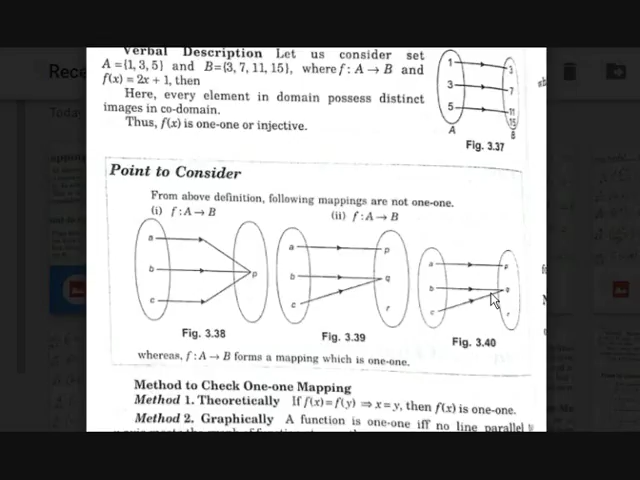 Verbal Description Let us consider set
A = {1, 3, 5} and B = {3, 7, 11, 15}, where f : A → B and
f(x) = 2x + 1, then
Here, every element in domain possess distinct
images in co-domain.
Thus, f(x) is one-one or injective.
1
3
5
A
3
7
11
15
B
Fig. 3.37
Point to Consider
From above definition, following mappings are not one-one.
(i) f : A → B
(ii) f : A → B
a
b
c
p
Fig. 3.38
a
b
c
p
q
r
Fig. 3.39
a
b
c
p
q
r
Fig. 3.40
whereas, f : A → B forms a mapping which is one-one.
Method to Check One-one Mapping
Method 1. Theoretically If f(x) = f(y) ⇒ x = y, then f(x) is one-one.
Method 2. Graphically A function is one-one iff no line parallel
Rece
Toda